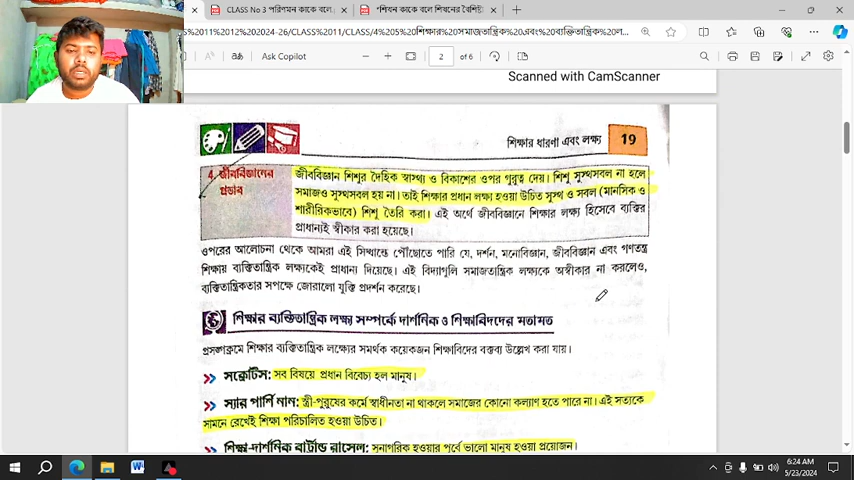 CLASS No 3 পরিণমন কাকে বলে
"শিখন কাকে বলে শিখনের বৈশিষ্ট্য
Ask Copilot
2 of 6
Scanned with CamScanner
শিক্ষার ধারণা এবং লক্ষ্য 19
4. জীববিজ্ঞানের প্রভাব
জীববিজ্ঞান শিশুর দৈহিক স্বাস্থ্য ও বিকাশের ওপর গুরুত্ব দেয়। শিশু সুস্থসবল না হলে
সমাজও সুস্থসবল হয় না। তাই শিক্ষার প্রধান লক্ষ্য হওয়া উচিত সুস্থ ও সবল (মানসিক ও
শারীরিকভাবে) শিশু তৈরি করা। এই অর্থে জীববিজ্ঞানে শিক্ষার লক্ষ্য হিসেবে ব্যক্তির
প্রাধান্যই স্বীকার করা হয়েছে।
ওপরের আলোচনা থেকে আমরা এই সিদ্ধান্তে পৌঁছোতে পারি যে, দর্শন, মনোবিজ্ঞান, জীববিজ্ঞান এবং গণতন্ত্র
শিক্ষায় ব্যক্তিতান্ত্রিক লক্ষ্যকেই প্রাধান্য দিয়েছে। এই বিদ্যাগুলি সমাজতান্ত্রিক লক্ষ্যকে অস্বীকার না করলেও,
ব্যক্তিতান্ত্রিকতার সপক্ষে জোরালো যুক্তি প্রদর্শন করেছে।
শিক্ষার ব্যক্তিতান্ত্রিক লক্ষ্য সম্পর্কে দার্শনিক ও শিক্ষাবিদদের মতামত
প্রসঙ্গক্রমে শিক্ষার ব্যক্তিতান্ত্রিক লক্ষ্যের সমর্থক কয়েকজন শিক্ষাবিদের বক্তব্য উল্লেখ করা যায়।
সক্রেটিস: সব বিষয়ে প্রধান বিবেচ্য হল মানুষ।
স্যার পার্সি নান: স্ত্রী-পুরুষের কর্মে স্বাধীনতা না থাকলে সমাজের কোনো কল্যাণ হতে পারে না। এই সত্যকে
সামনে রেখেই শিক্ষা পরিচালিত হওয়া উচিত।
শিক্ষা-দার্শনিক বার্ট্রান্ড রাসেল: সুনাগরিক হওয়ার পূর্বে ভালো মানুষ হওয়া প্রয়োজন।
6:24 AM
5/23/2024